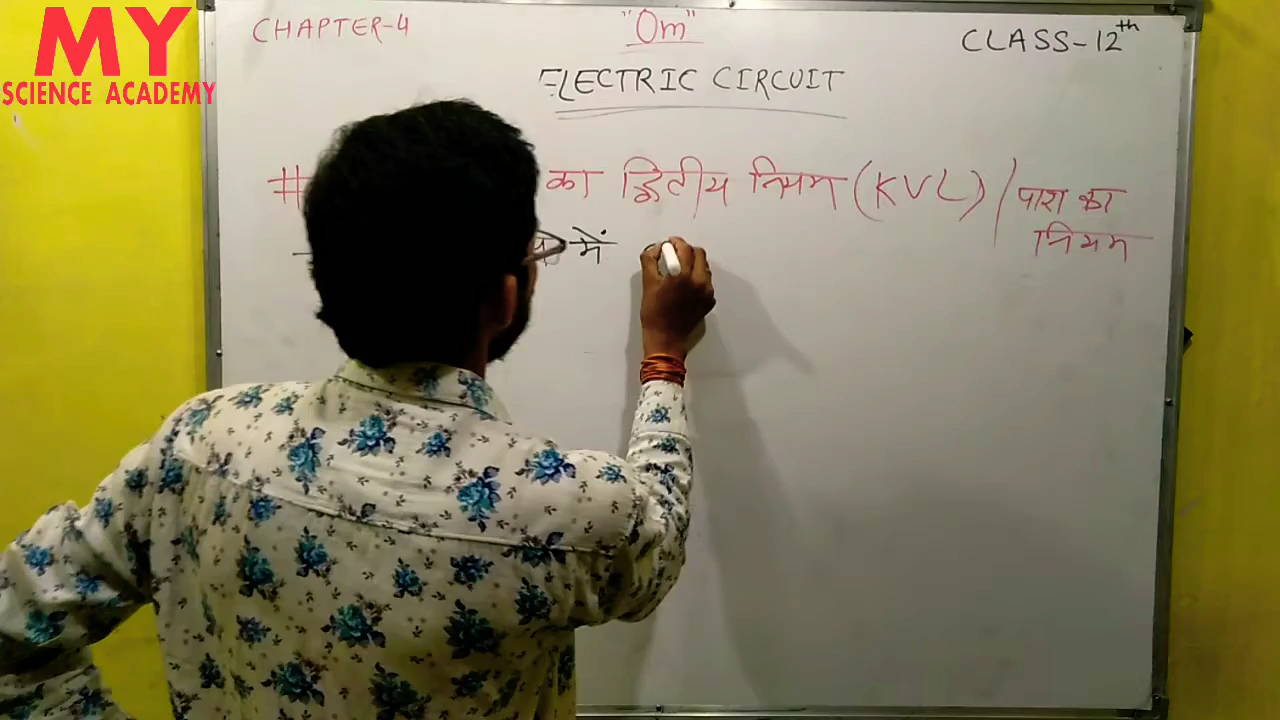 MY
SCIENCE ACADEMY
CHAPTER-4
"Om"
CLASS-12th
ELECTRIC CIRCUIT
# का द्वितीय नियम (KVL) / पाश का
नियम
में